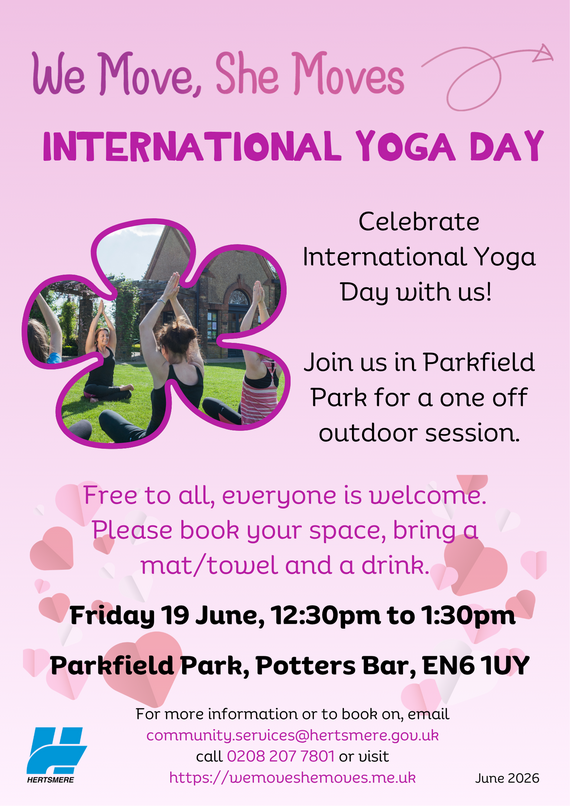 We Move, She Moves
INTERNATIONAL YOGA DAY
Celebrate
International Yoga
Day with us!
Join us in Parkfield
Park for a one off
outdoor session.
Free to all, everyone is welcome.
Please book your space, bring a
mat/towel and a drink.
Friday 19 June, 12:30pm to 1:30pm
Parkfield Park, Potters Bar, EN6 1UY
For more information or to book on, email
community.services@hertsmere.gov.uk
call 0208 207 7801 or visit
https://wemoveshemoves.me.uk
HERTSMERE
June 2026